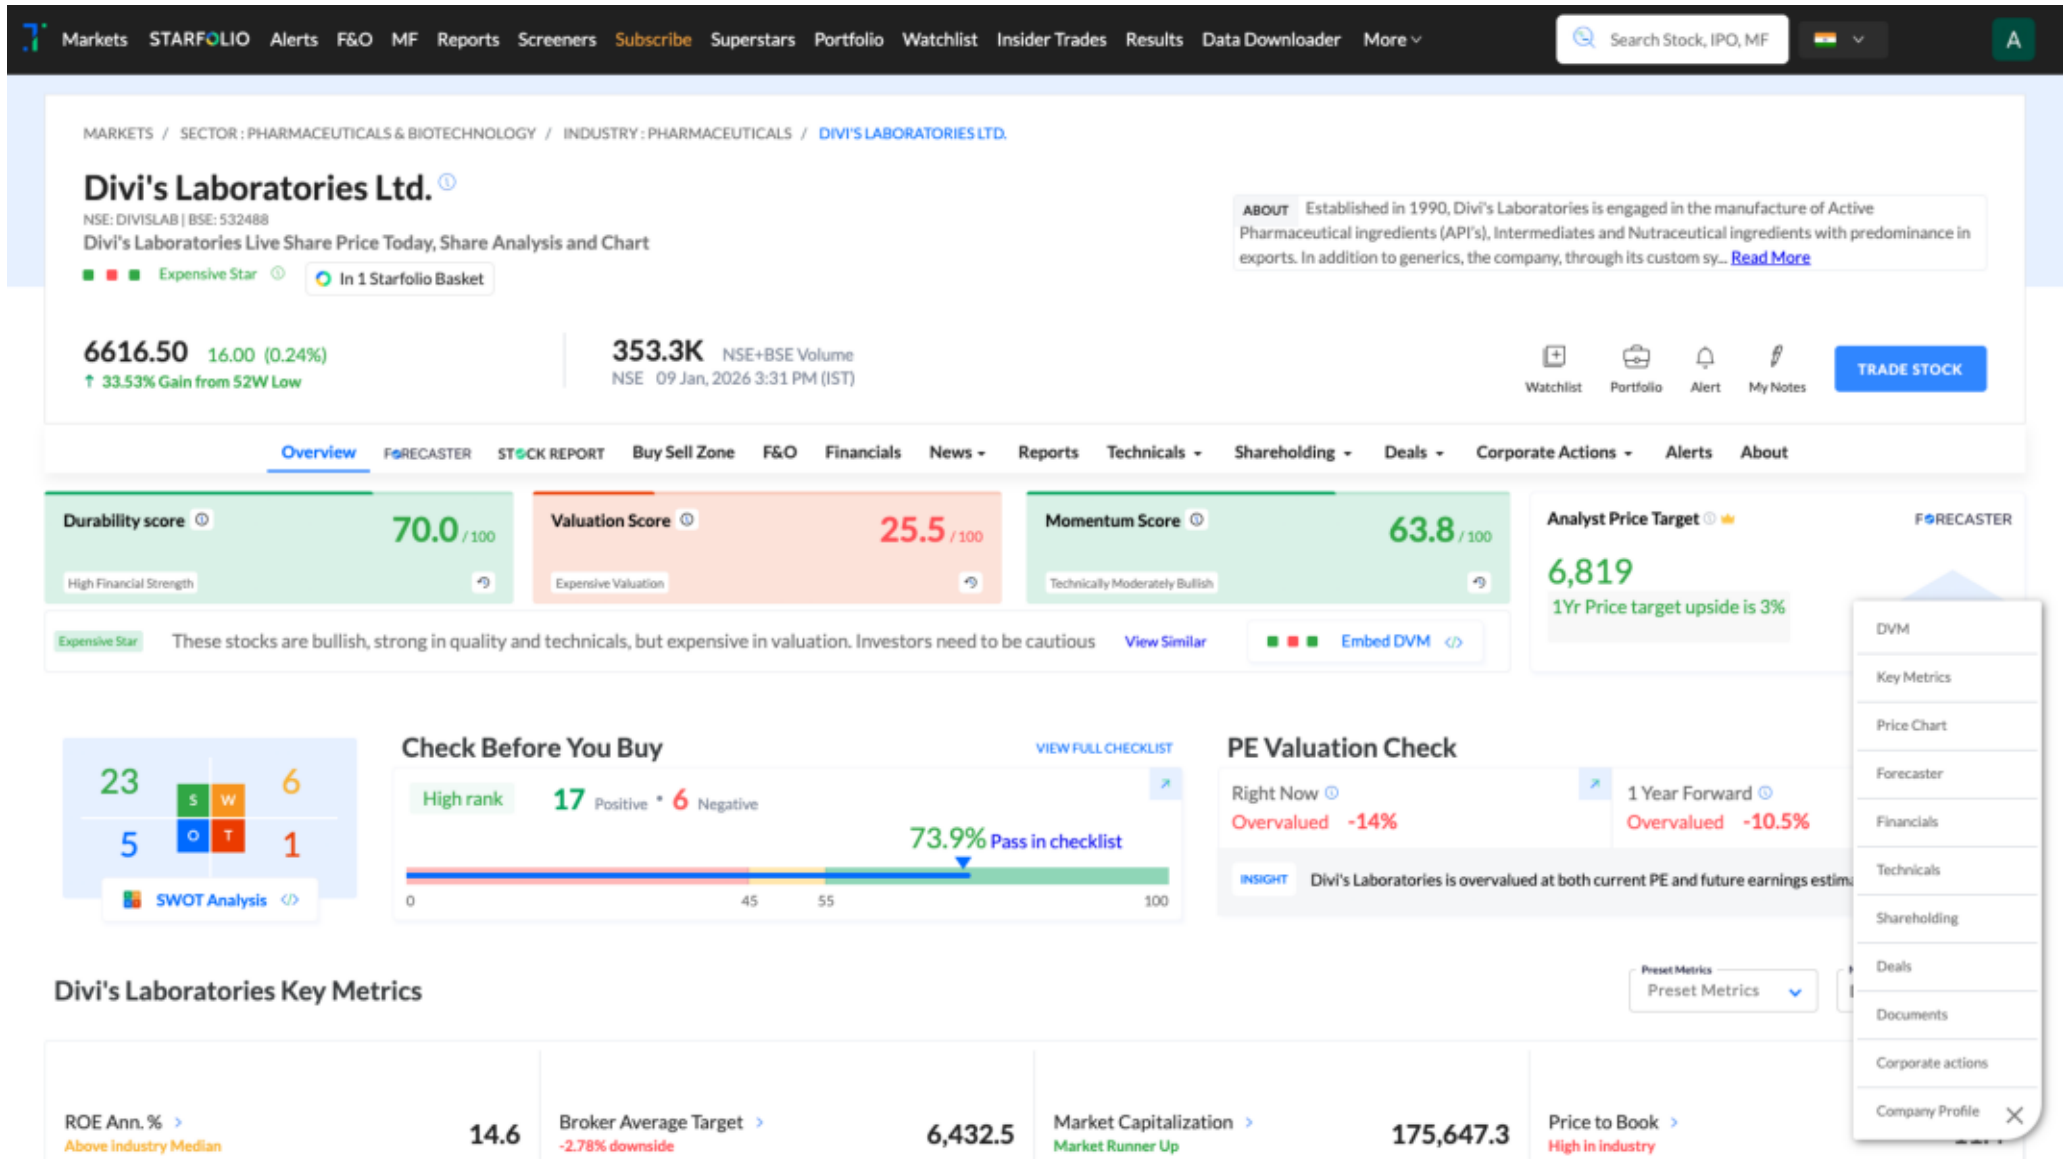 Markets STARFOLIO Alerts F&O MF Reports Screeners Subscribe Superstars Portfolio Watchlist Insider Trades Results Data Downloader More Search Stock, IPO, MF A
MARKETS / SECTOR : PHARMACEUTICALS & BIOTECHNOLOGY / INDUSTRY : PHARMACEUTICALS / DIVI'S LABORATORIES LTD.
Divi's Laboratories Ltd.
NSE: DIVISLAB | BSE: 532488
Divi's Laboratories Live Share Price Today, Share Analysis and Chart
Expensive Star In 1 Starfolio Basket
ABOUT Established in 1990, Divi's Laboratories is engaged in the manufacture of Active
Pharmaceutical ingredients (API's), Intermediates and Nutraceutical ingredients with predominance in
exports. In addition to generics, the company, through its custom sy... Read More
6616.50 16.00 (0.24%)
↑ 33.53% Gain from 52W Low
353.3K NSE+BSE Volume
NSE 09 Jan, 2026 3:31 PM (IST)
Watchlist Portfolio Alert My Notes TRADE STOCK
Overview FORECASTER STOCK REPORT Buy Sell Zone F&O Financials News Reports Technicals Shareholding Deals Corporate Actions Alerts About
Durability score 70.0 / 100
High Financial Strength
Valuation Score 25.5 / 100
Expensive Valuation
Momentum Score 63.8 / 100
Technically Moderately Bullish
Analyst Price Target FORECASTER
6,819
1Yr Price target upside is 3%
Expensive Star These stocks are bullish, strong in quality and technicals, but expensive in valuation. Investors need to be cautious View Similar Embed DVM </>
23 6
S W
O T
5 1
SWOT Analysis </>
Check Before You Buy VIEW FULL CHECKLIST
High rank 17 Positive • 6 Negative
73.9% Pass in checklist
0 45 55 100
PE Valuation Check
Right Now
Overvalued -14%
1 Year Forward
Overvalued -10.5%
INSIGHT Divi's Laboratories is overvalued at both current PE and future earnings
DVM
Key Metrics
Price Chart
Forecaster
Financials
Technicals
Shareholding
Deals
Documents
Corporate actions
Company Profile
Divi's Laboratories Key Metrics
Preset Metrics
Preset Metrics
ROE Ann. % 14.6
Above industry Median
Broker Average Target 6,432.5
-2.78% downside
Market Capitalization 175,647.3
Market Runner Up
Price to Book
High in industry